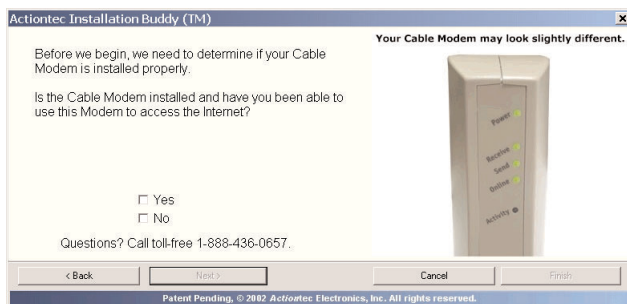 Actiontec Installation Buddy (TM)
Your Cable Modem may look slightly different.
Before we begin, we need to determine if your Cable
Modem is installed properly.
Is the Cable Modem installed and have you been able to
use this Modem to access the Internet?
Power
Receive
Send
Online
Activity
Yes
No
Questions? Call toll-free 1-888-436-0657.
< Back
Next >
Cancel
Finish
Patent Pending, © 2002 Actiontec Electronics, Inc. All rights reserved.